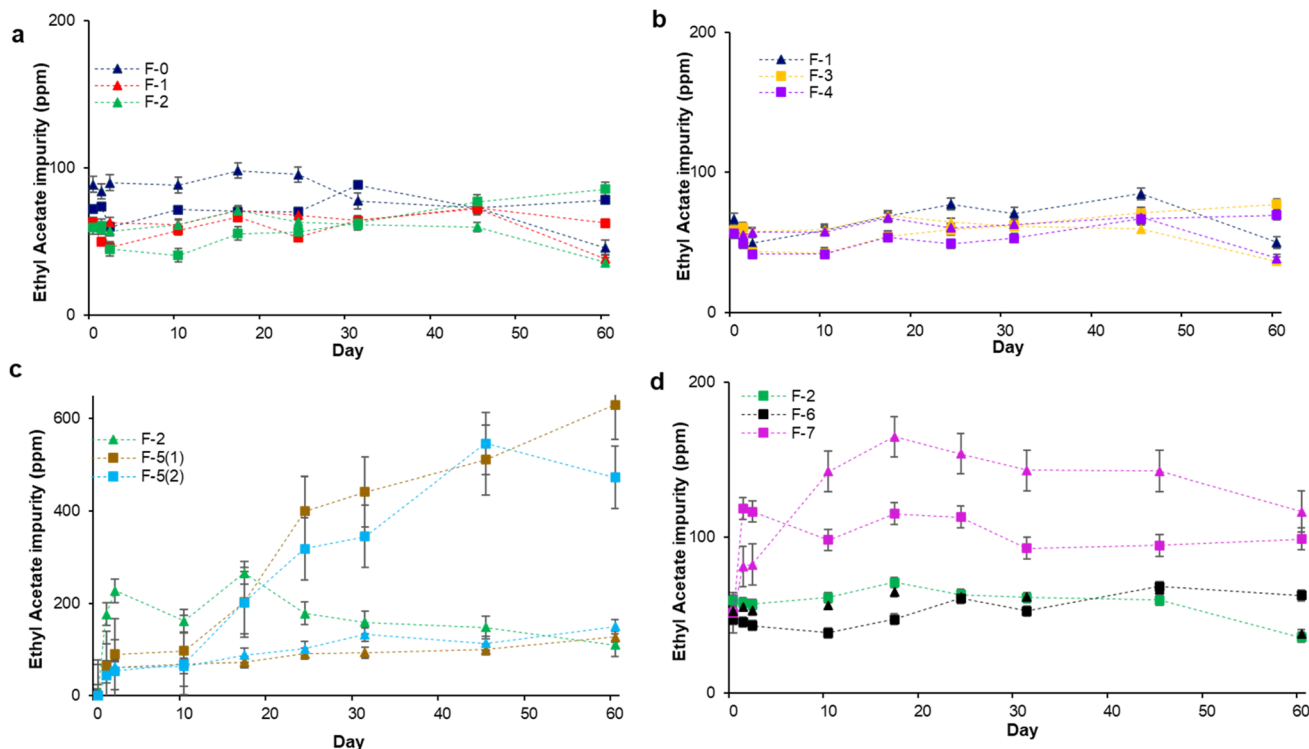 a
Ethyl Acetate impurity (ppm)
200
100
0
F-0
F-1
F-2
0 10 20 30 40 50 60
Day
b
Ethyl Acetate impurity (ppm)
200
100
0
F-1
F-3
F-4
0 10 20 30 40 50 60
Day
c
Ethyl Acetate impurity (ppm)
600
400
200
0
F-2
F-5(1)
F-5(2)
0 10 20 30 40 50 60
Day
d
Ethyl Acetate impurity (ppm)
200
100
0
F-2
F-6
F-7
0 10 20 30 40 50 60
Day